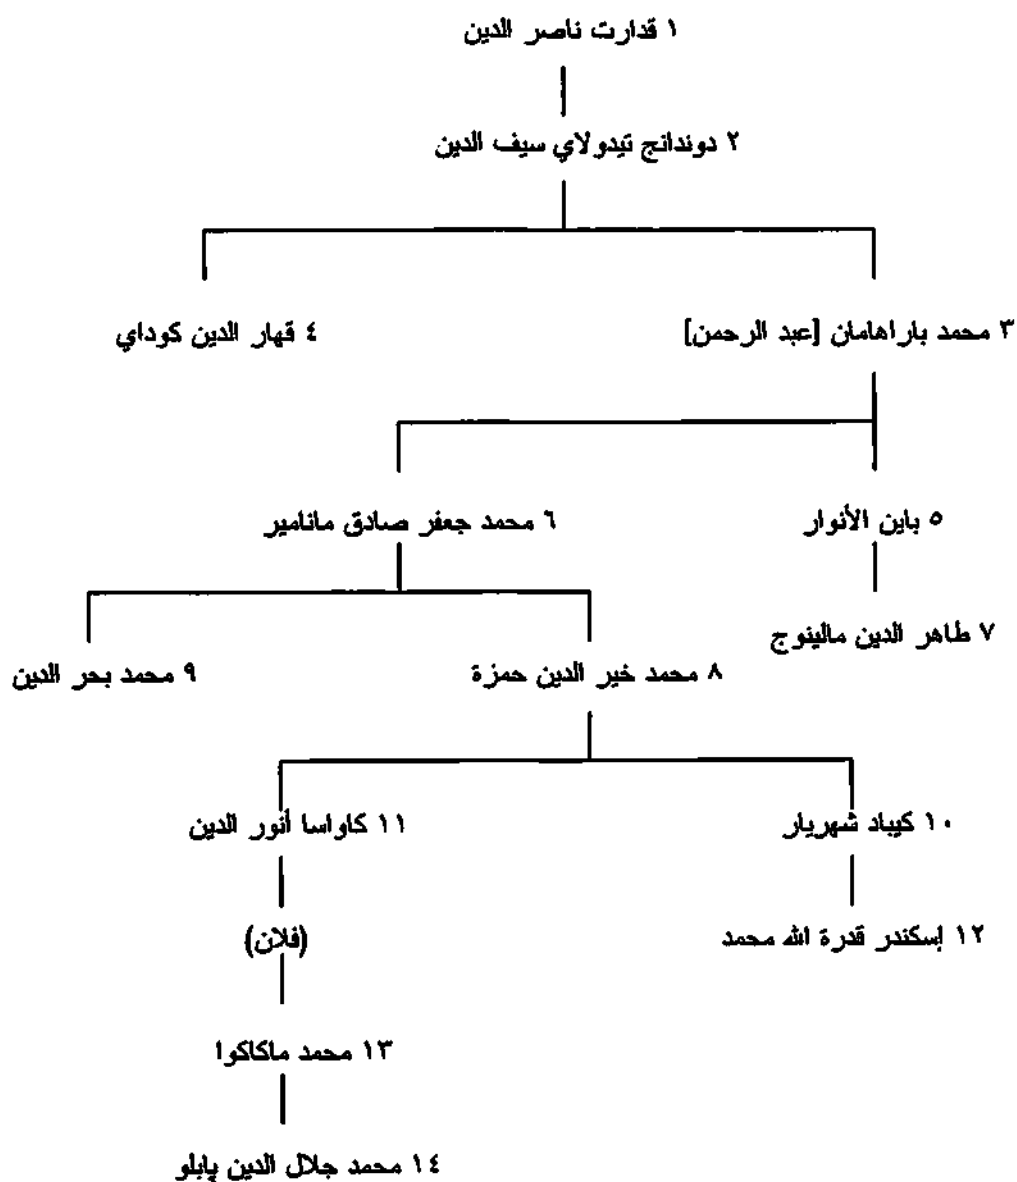 ١ قدارت ناصر الدين
٢ دوندانج تيدولاي سيف الدين
٣ محمد باراهامان [عبد الرحمن]
٤ قهار الدين كوداي
٥ باين الأنوار
٦ محمد جعفر صادق مانامير
٧ طاهر الدين مالينوج
٨ محمد خير الدين حمزة
٩ محمد بحر الدين
١٠ كيباد شهريار
١١ كاواسا أنور الدين
١٢ إسكندر قدرة الله محمد
(فلان)
١٣ محمد ماكاكوا
١٤ محمد جلال الدين پابلو